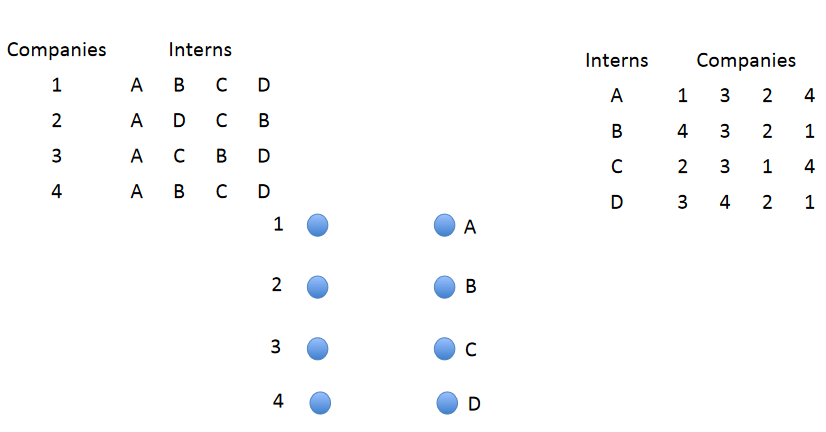 Companies Interns
1 A B C D
2 A D C B
3 A C B D
4 A B C D
Interns Companies
A 1 3 2 4
B 4 3 2 1
C 2 3 1 4
D 3 4 2 1
1 A
2 B
3 C
4 D